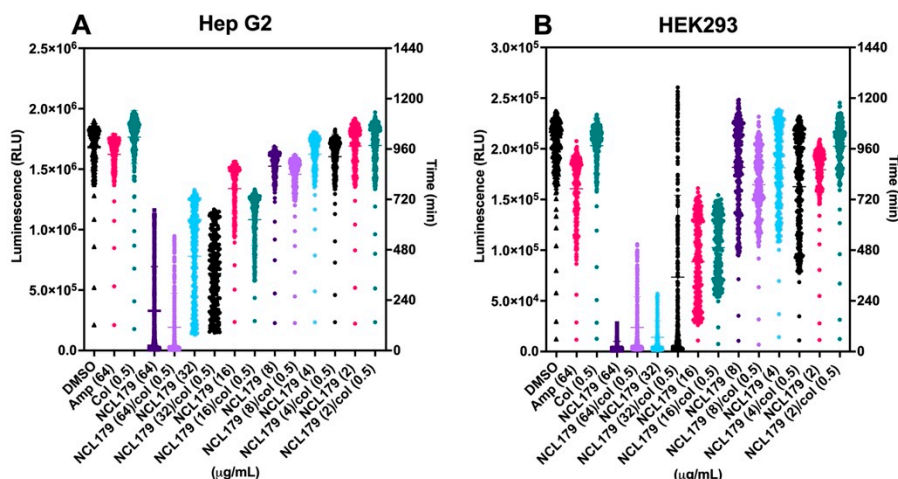 A
Hep G2
Luminescence (RLU)
2.5×10⁶
2.0×10⁶
1.5×10⁶
1.0×10⁶
5.0×10⁵
0.0
1440
1200
960
720
480
240
0
Time (min)
DMSO
Amp (64)
Col (0.5)
NCL179 (64)
NCL179 (64)/col (0.5)
NCL179 (32)
NCL179 (32)/col (0.5)
NCL179 (16)
NCL179 (16)/col (0.5)
NCL179 (8)
NCL179 (8)/col (0.5)
NCL179 (4)
NCL179 (4)/col (0.5)
NCL179 (2)
NCL179 (2)/col (0.5)
(μg/mL)
B
HEK293
Luminescence (RLU)
3.0×10⁵
2.5×10⁵
2.0×10⁵
1.5×10⁵
1.0×10⁵
5.0×10⁴
0.0
1440
1200
960
720
480
240
0
Time (min)
DMSO
Amp (64)
Col (0.5)
NCL179 (64)
NCL179 (64)/col (0.5)
NCL179 (32)
NCL179 (32)/col (0.5)
NCL179 (16)
NCL179 (16)/col (0.5)
NCL179 (8)
NCL179 (8)/col (0.5)
NCL179 (4)
NCL179 (4)/col (0.5)
NCL179 (2)
NCL179 (2)/col (0.5)
(μg/mL)